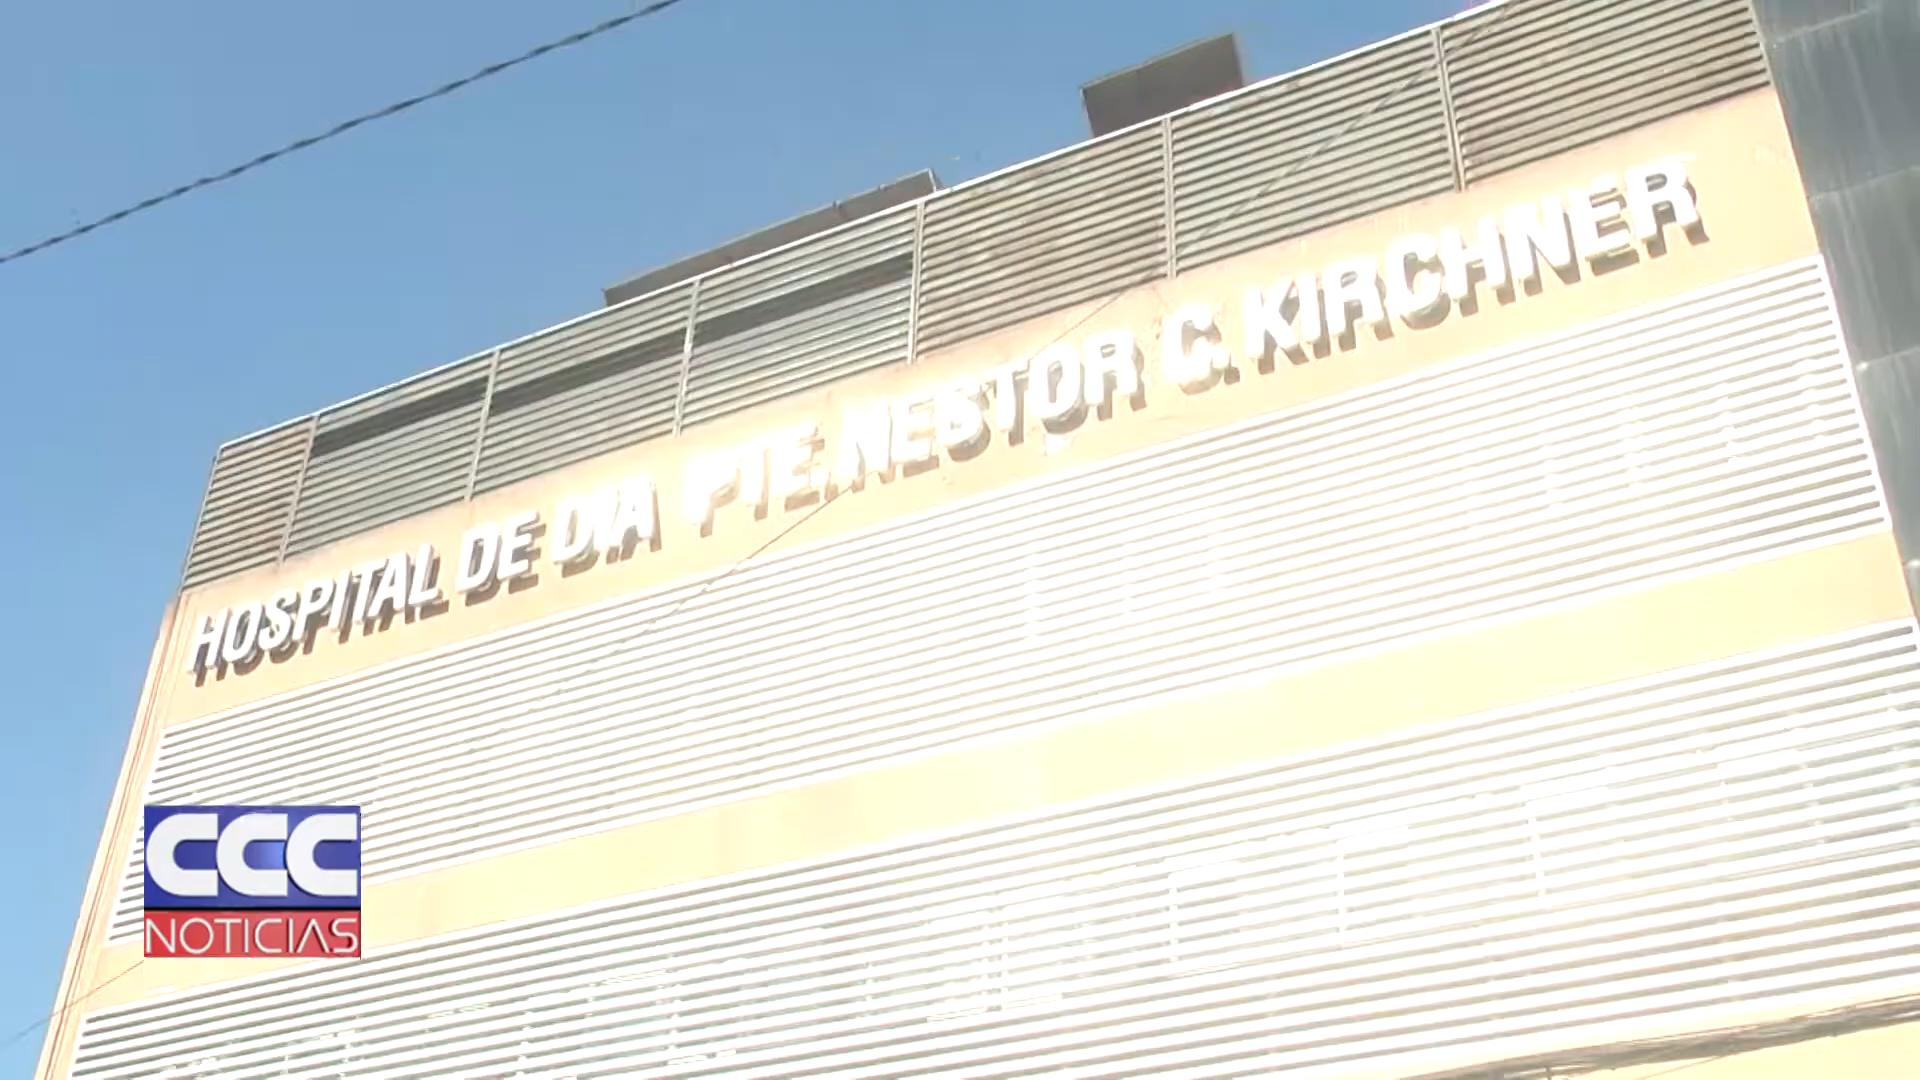 HOSPITAL DE DIA PTE. NESTOR C. KIRCHNER
CCC
NOTICIAS